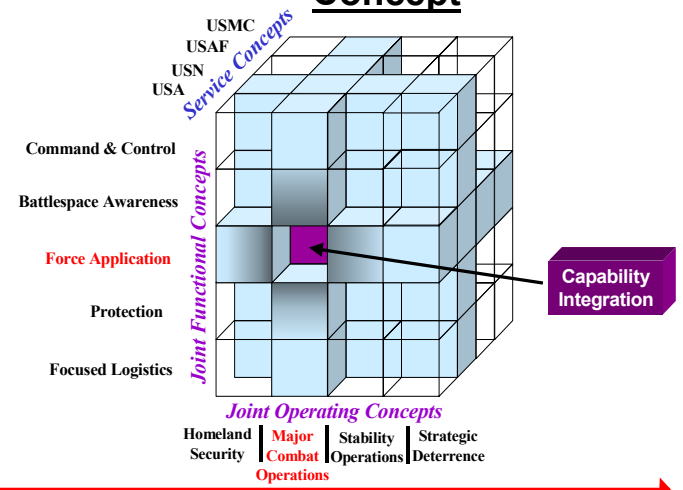 Concept
USMC
USAF
USN
USA
Service Concepts
Command & Control
Battlespace Awareness
Force Application
Protection
Focused Logistics
Joint Functional Concepts
Capability
Integration
Joint Operating Concepts
Homeland
Security
Major
Combat
Operations
Stability
Operations
Strategic
Deterrence